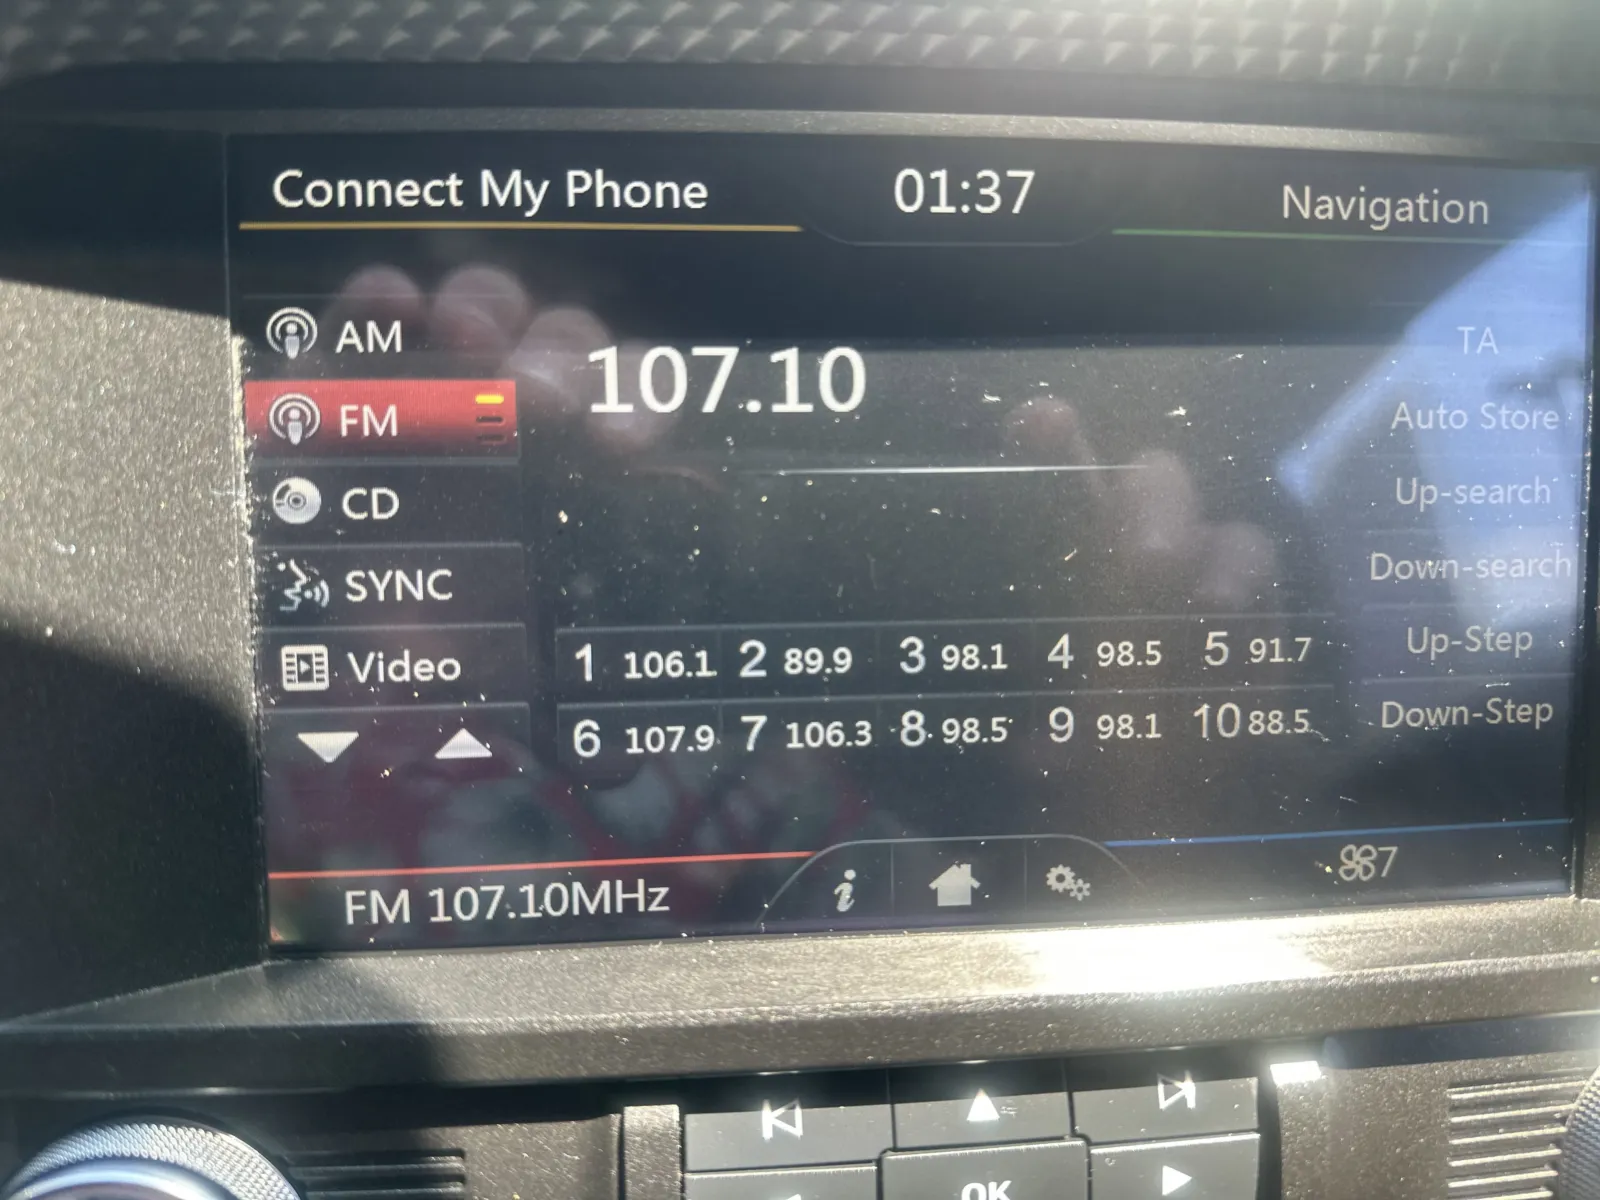 Connect My Phone 01:37 Navigation
AM
107.10
TA
FM
Auto Store
CD
Up-search
SYNC
Down-search
Video
1 106.1 2 89.9 3 98.1 4 98.5 5 91.7
Up-Step
6 107.9 7 106.3 8 98.5 9 98.1 10 88.5
Down-Step
FM 107.10MHz
i
7
OK